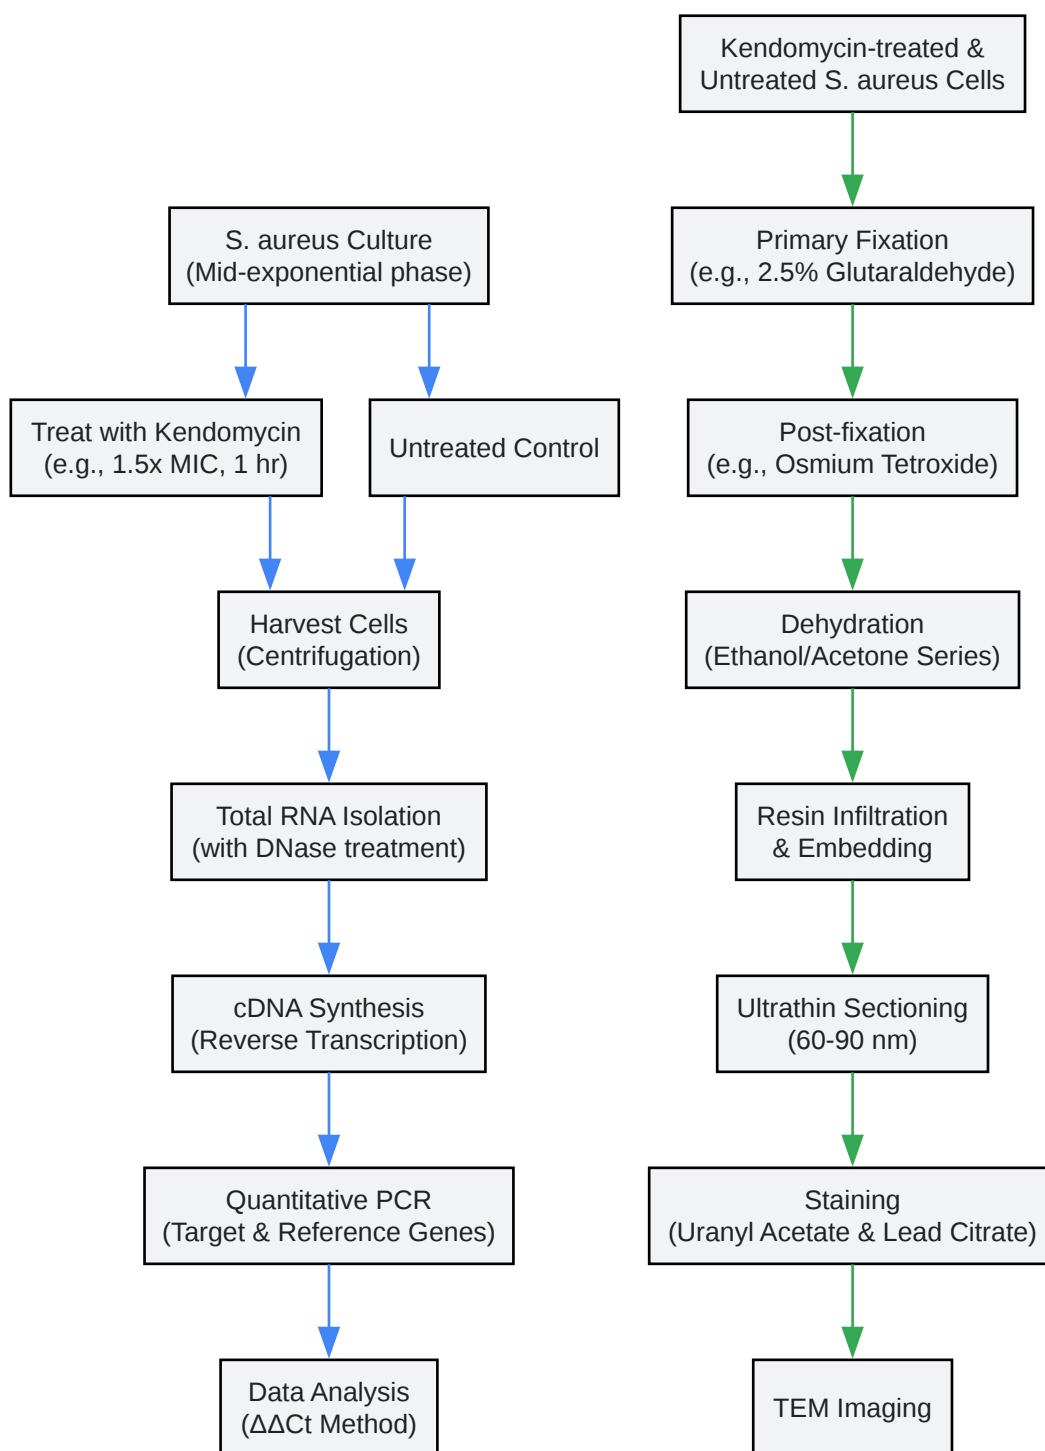 Kendomycin-treated &
Untreated S. aureus Cells
S. aureus Culture
(Mid-exponential phase)
Primary Fixation
(e.g., 2.5% Glutaraldehyde)
Treat with Kendomycin
(e.g., 1.5x MIC, 1 hr)
Untreated Control
Post-fixation
(e.g., Osmium Tetroxide)
Harvest Cells
(Centrifugation)
Dehydration
(Ethanol/Acetone Series)
Total RNA Isolation
(with DNase treatment)
Resin Infiltration
& Embedding
cDNA Synthesis
(Reverse Transcription)
Ultrathin Sectioning
(60-90 nm)
Quantitative PCR
(Target & Reference Genes)
Staining
(Uranyl Acetate & Lead Citrate)
Data Analysis
(ΔΔCt Method)
TEM Imaging